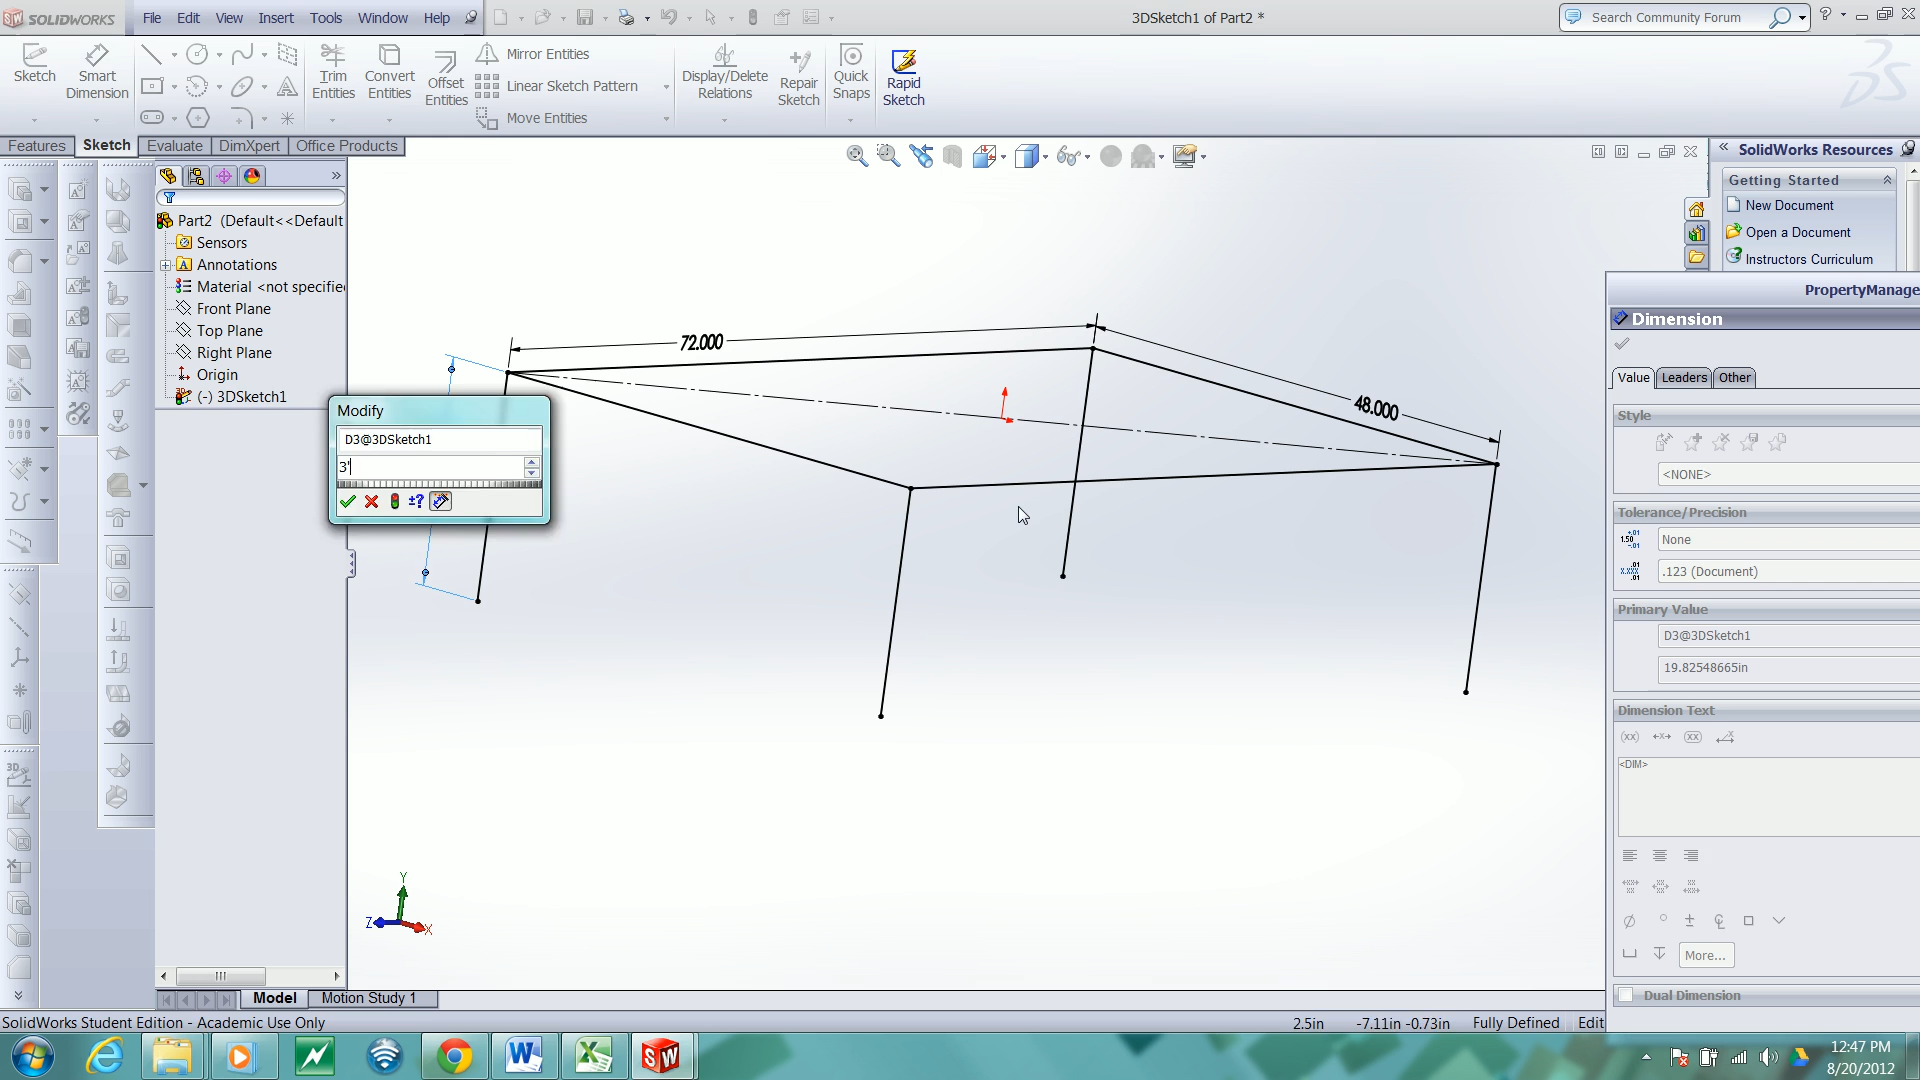 SOLIDWORKS
File Edit View Insert Tools Window Help
3DSketch1 of Part2 *
Search Community Forum
Sketch
Smart Dimension
Trim Entities
Convert Entities
Offset Entities
Mirror Entities
Linear Sketch Pattern
Move Entities
Display/Delete Relations
Repair Sketch
Quick Snaps
Rapid Sketch
Features Sketch Evaluate DimXpert Office Products
Part2 (Default<<Default
Sensors
Annotations
Material <not specifie
Front Plane
Top Plane
Right Plane
Origin
(-) 3DSketch1
Modify
D3@3DSketch1
3'
72.000
48.000
Y
Z
X
SolidWorks Resources
Getting Started
New Document
Open a Document
Instructors Curriculum
PropertyManage
Dimension
Value Leaders Other
Style
<NONE>
Tolerance/Precision
None
.123 (Document)
Primary Value
D3@3DSketch1
19.82548665in
Dimension Text
<DIM>
More...
Dual Dimension
Model Motion Study 1
SolidWorks Student Edition - Academic Use Only
2.5in -7.11in -0.73in Fully Defined Edit
12:47 PM
8/20/2012